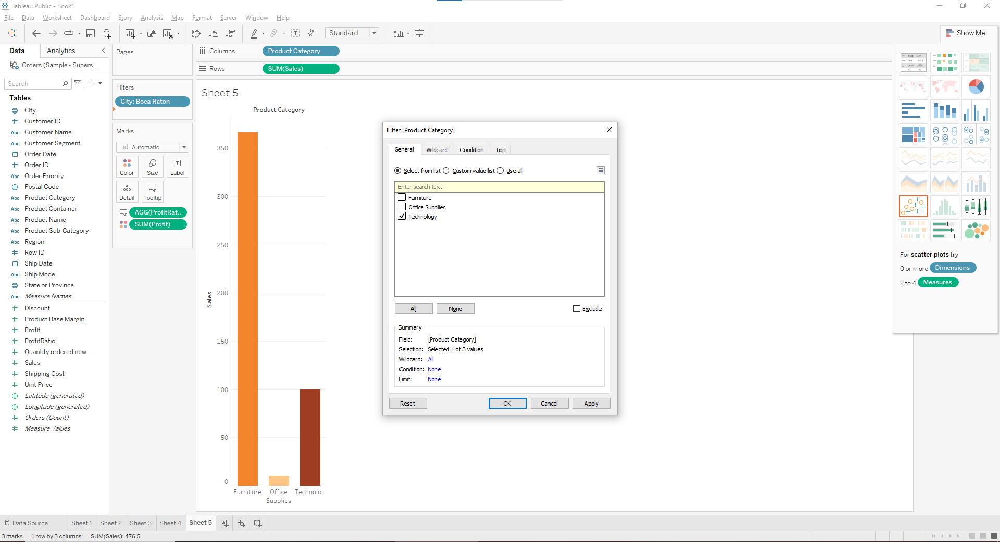 Tableau Public - Book1
File Data Worksheet Dashboard Story Analysis Map Format Server Window Help
Standard
Show Me
Data Analytics
Orders (Sample - Supers...
Search
Tables
City
Customer ID
Customer Name
Customer Segment
Order Date
Order ID
Order Priority
Postal Code
Product Category
Product Container
Product Name
Product Sub-Category
Region
Row ID
Ship Date
Ship Mode
State or Province
Measure Names
Discount
Product Base Margin
Profit
ProfitRatio
Quantity ordered new
Sales
Shipping Cost
Unit Price
Latitude (generated)
Longitude (generated)
Orders (Count)
Measure Values
Pages
Filters
City: Boca Raton
Marks
Automatic
Color Size Label
Detail Tooltip
AGG(ProfitRat..
SUM(Profit)
Columns Product Category
Rows SUM(Sales)
Sheet 5
Product Category
350
300
250
200
150
100
50
0
Sales
Furniture Office Supplies Technolo..
Filter [Product Category]
General Wildcard Condition Top
Select from list Custom value list Use all
Enter search text
Furniture
Office Supplies
Technology
All None Exclude
Summary
Field: [Product Category]
Selection: Selected 1 of 3 values
Wildcard: All
Condition: None
Limit: None
Reset OK Cancel Apply
For scatter plots try
0 or more Dimensions
2 to 4 Measures
Data Source Sheet 1 Sheet 2 Sheet 3 Sheet 4 Sheet 5
3 marks 1 row by 3 columns SUM(Sales): 476.5